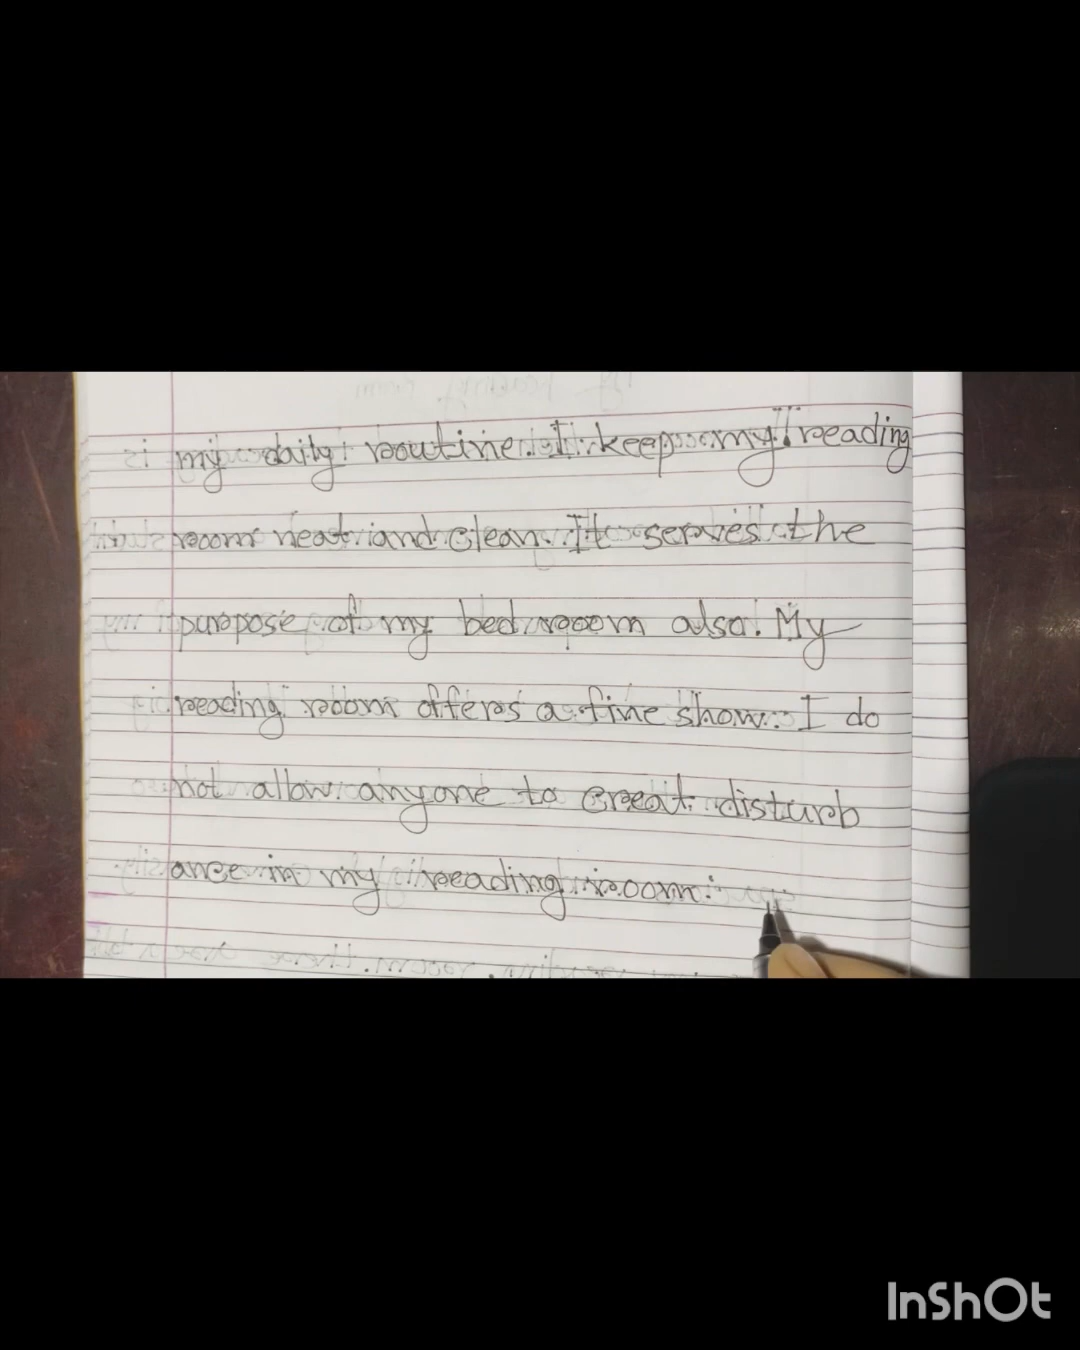 my daily routine. I keep my reading
room neat and clean. It serves the
puropose of my bed room also. My
reading room offers a fine show. I do
not allow anyone to creat disturb
ance in my reading room.
InShOt